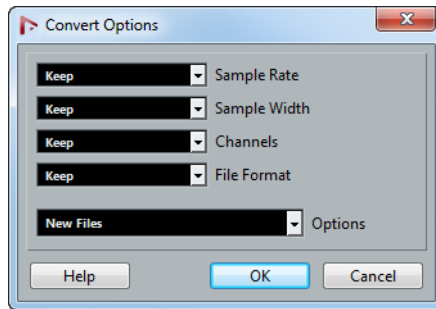 Convert Options
Keep Sample Rate
Keep Sample Width
Keep Channels
Keep File Format
New Files Options
Help OK Cancel